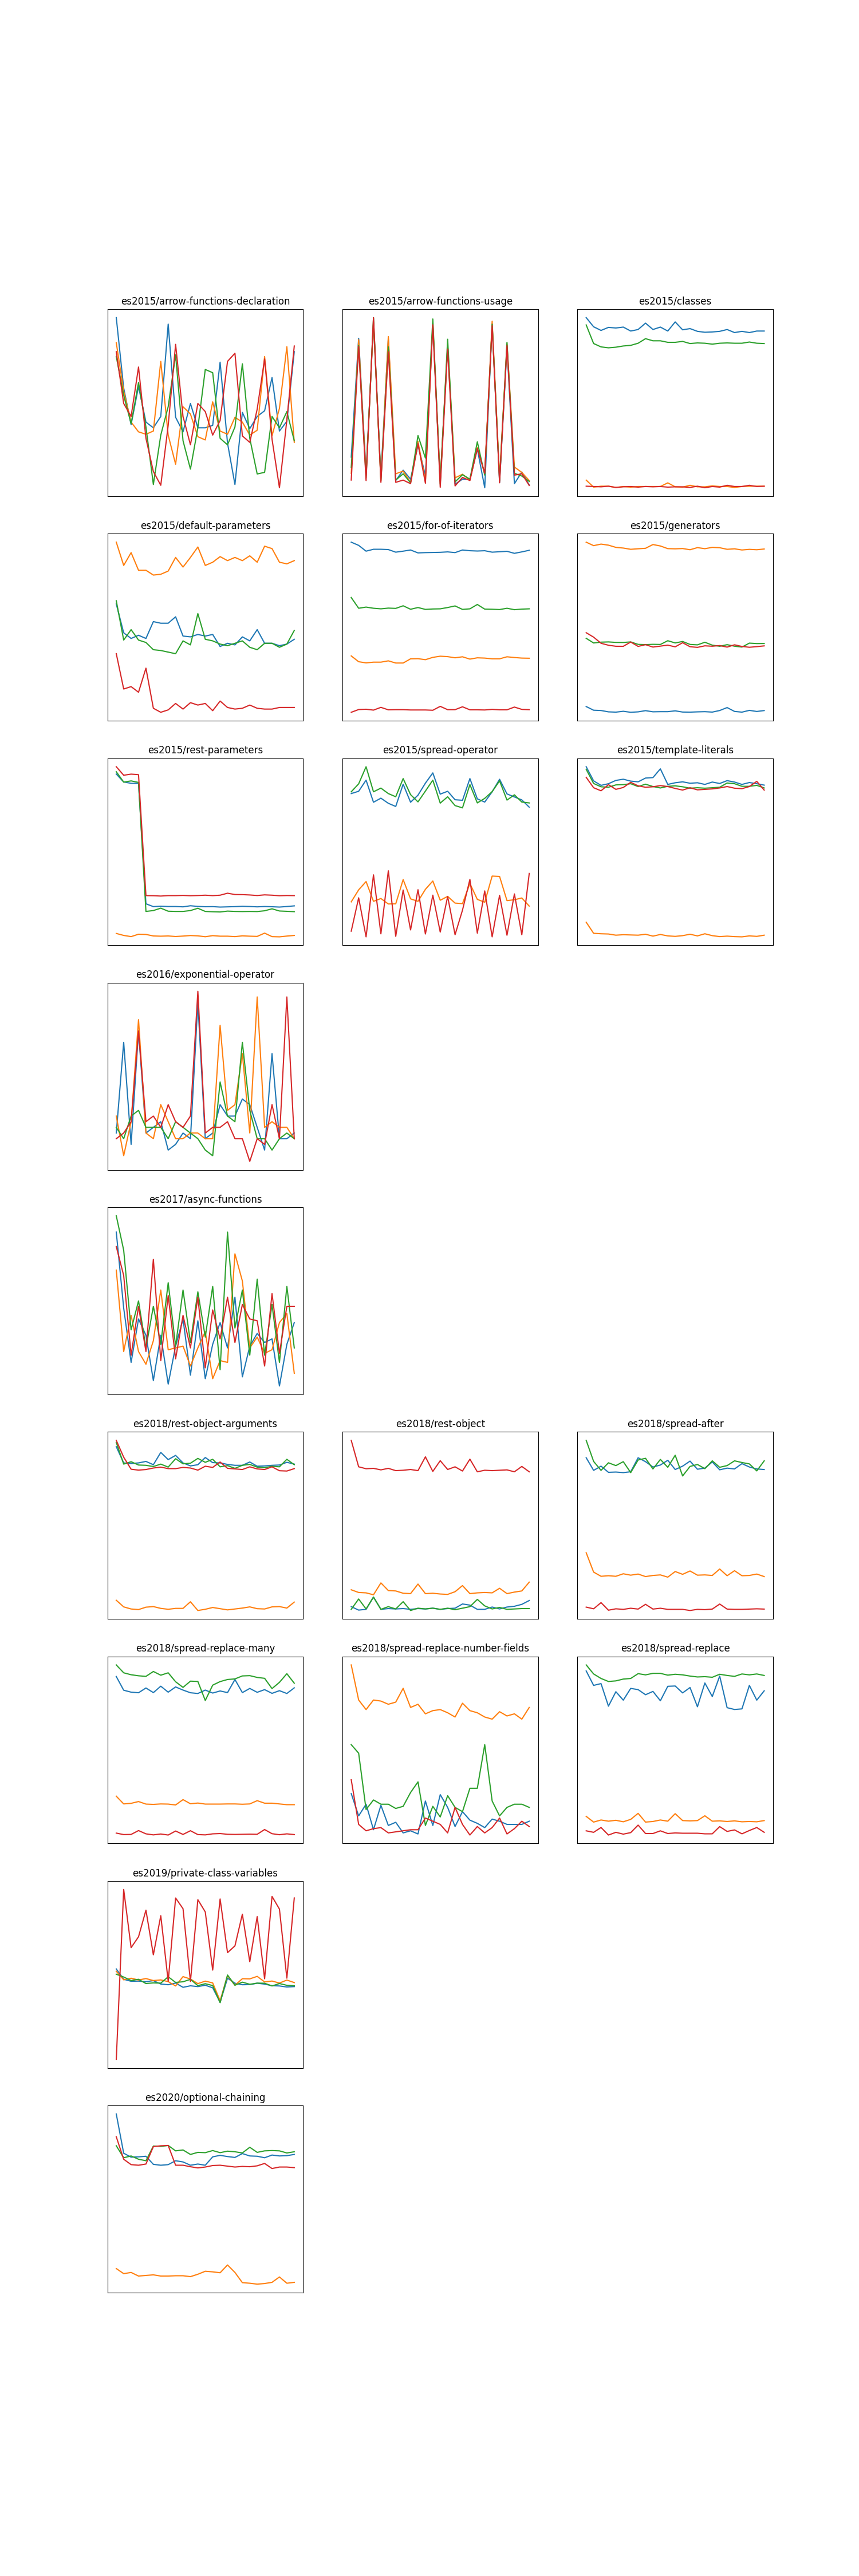 es2015/arrow-functions-declaration
es2015/arrow-functions-usage
es2015/classes
es2015/default-parameters
es2015/for-of-iterators
es2015/generators
es2015/rest-parameters
es2015/spread-operator
es2015/template-literals
es2016/exponential-operator
es2017/async-functions
es2018/rest-object-arguments
es2018/rest-object
es2018/spread-after
es2018/spread-replace-many
es2018/spread-replace-number-fields
es2018/spread-replace
es2019/private-class-variables
es2020/optional-chaining